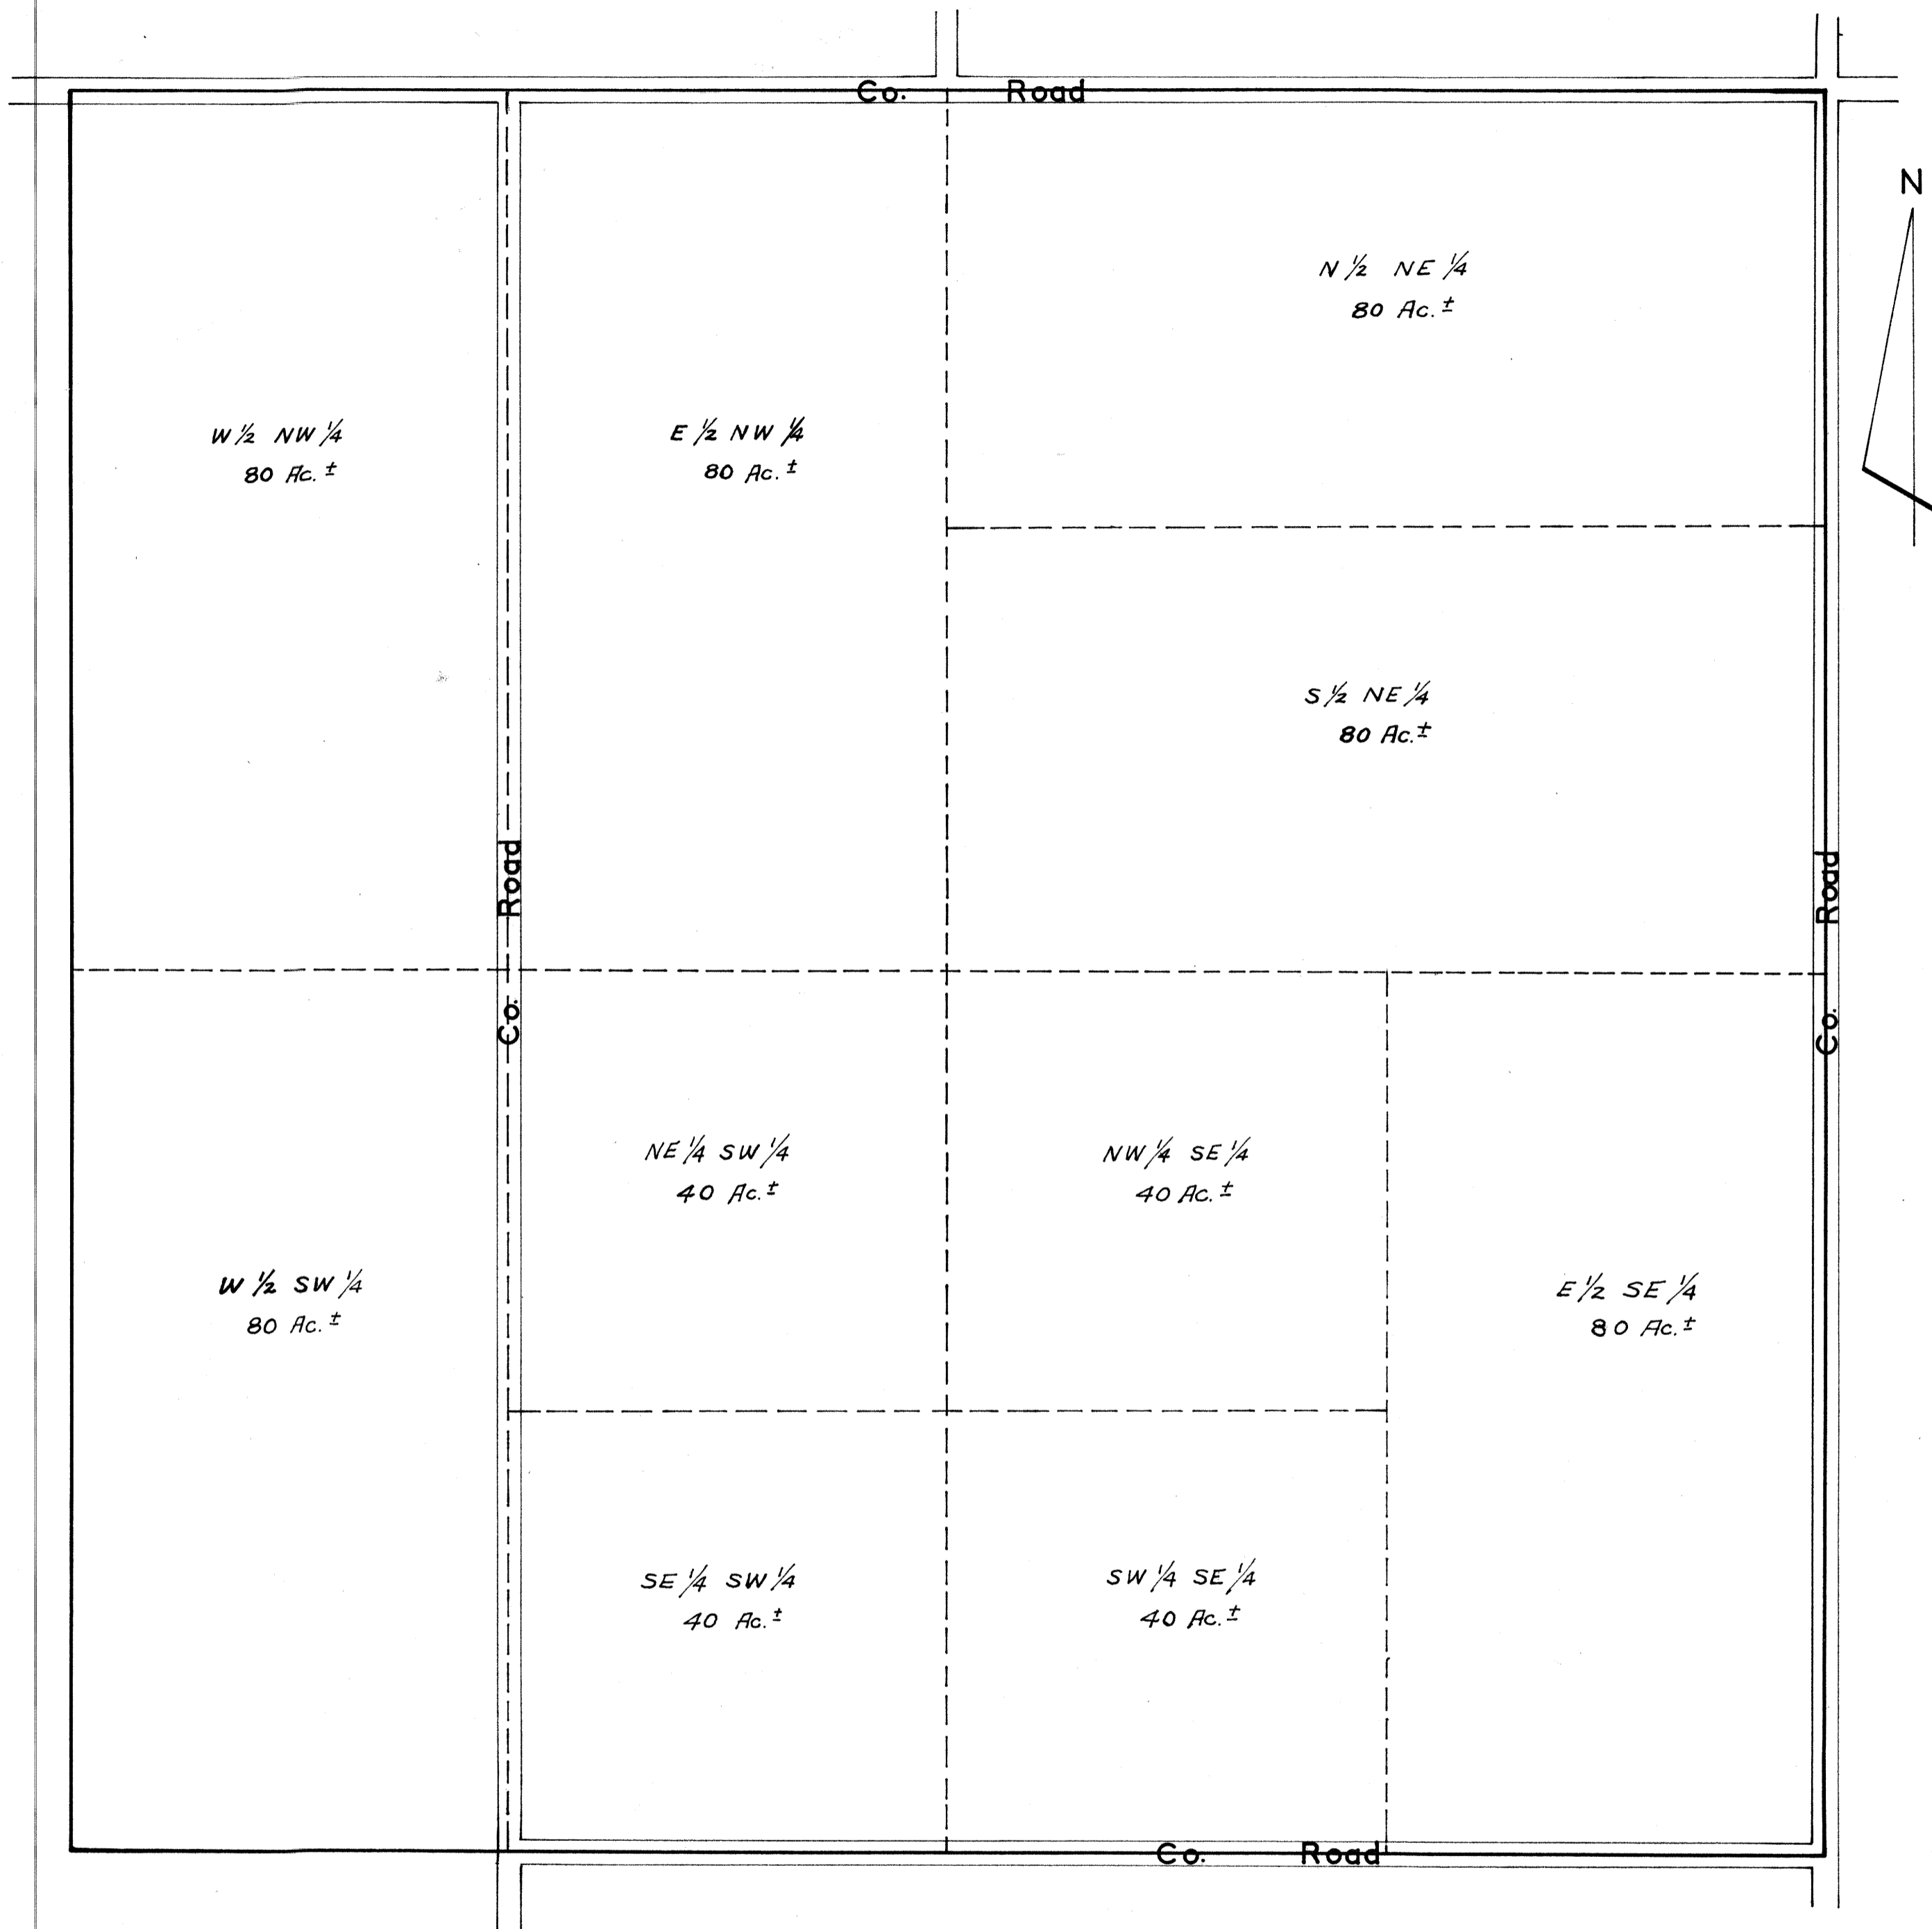 Co. Road
N
N 1/2 NE 1/4
80 Ac. ±
W 1/2 NW 1/4
80 Ac. ±
E 1/2 NW 1/4
80 Ac. ±
S 1/2 NE 1/4
80 Ac. ±
Co. Road
Co. Road
NE 1/4 SW 1/4
40 Ac. ±
NW 1/4 SE 1/4
40 Ac. ±
W 1/2 SW 1/4
80 Ac. ±
E 1/2 SE 1/4
80 Ac. ±
SE 1/4 SW 1/4
40 Ac. ±
SW 1/4 SE 1/4
40 Ac. ±
Co. Road